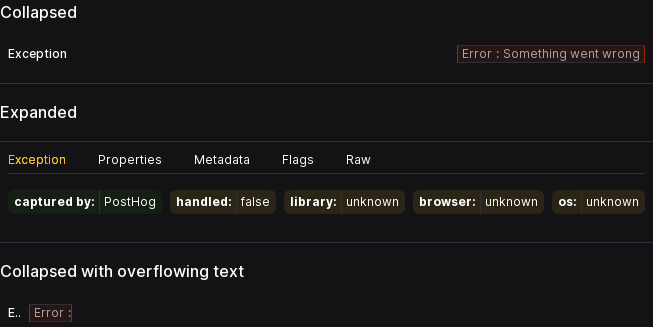 Collapsed
Exception Error : Something went wrong
Expanded
Exception Properties Metadata Flags Raw
captured by: PostHog handled: false library: unknown browser: unknown os: unknown
Collapsed with overflowing text
E.. Error :